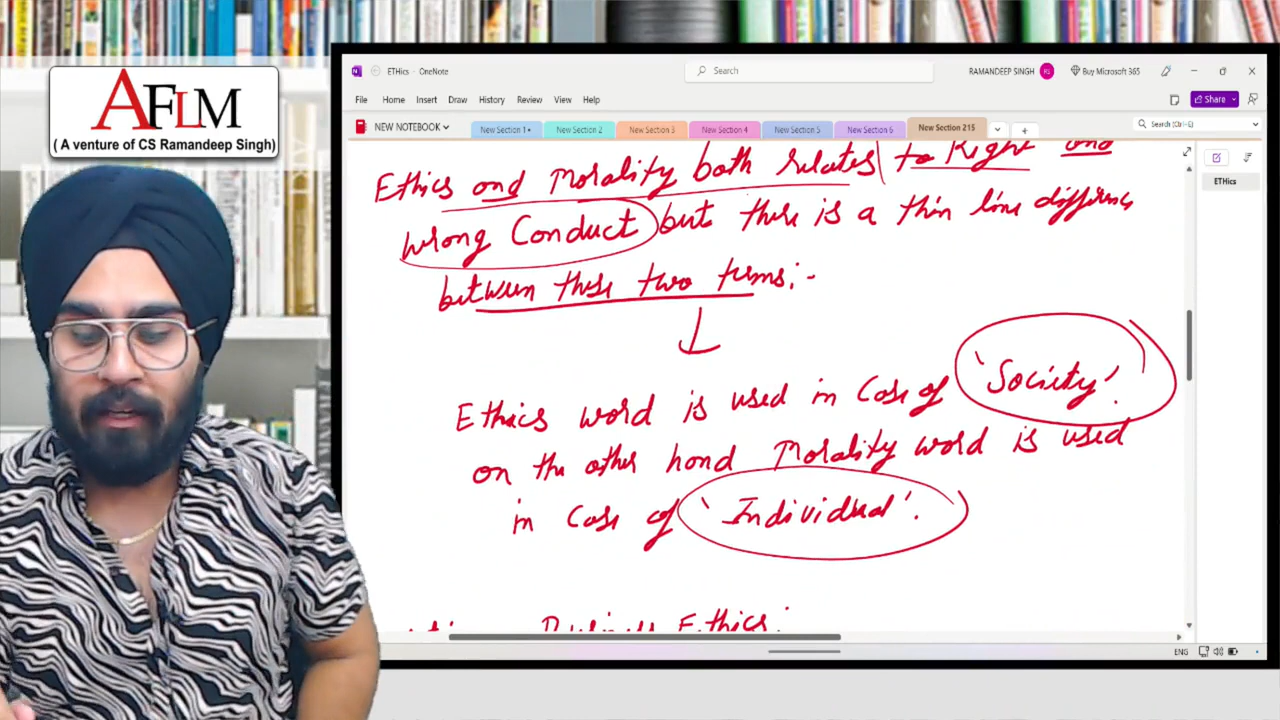 AFLM
( A venture of CS Ramandeep Singh)
ETHics - OneNote
Search
RAMANDEEP SINGH
Buy Microsoft 365
File Home Insert Draw History Review View Help
Share
NEW NOTEBOOK
New Section 1
New Section 2
New Section 3
New Section 4
New Section 5
New Section 6
New Section 215
Search (Ctrl+E)
ETHics
Ethics and Morality both relates to Right and
wrong Conduct but there is a thin line difference
between these two terms:-
Ethics word is used in Case of 'Society'.
on the other hand Morality word is used
in Case of 'Individual'.
Business Ethics:
ENG